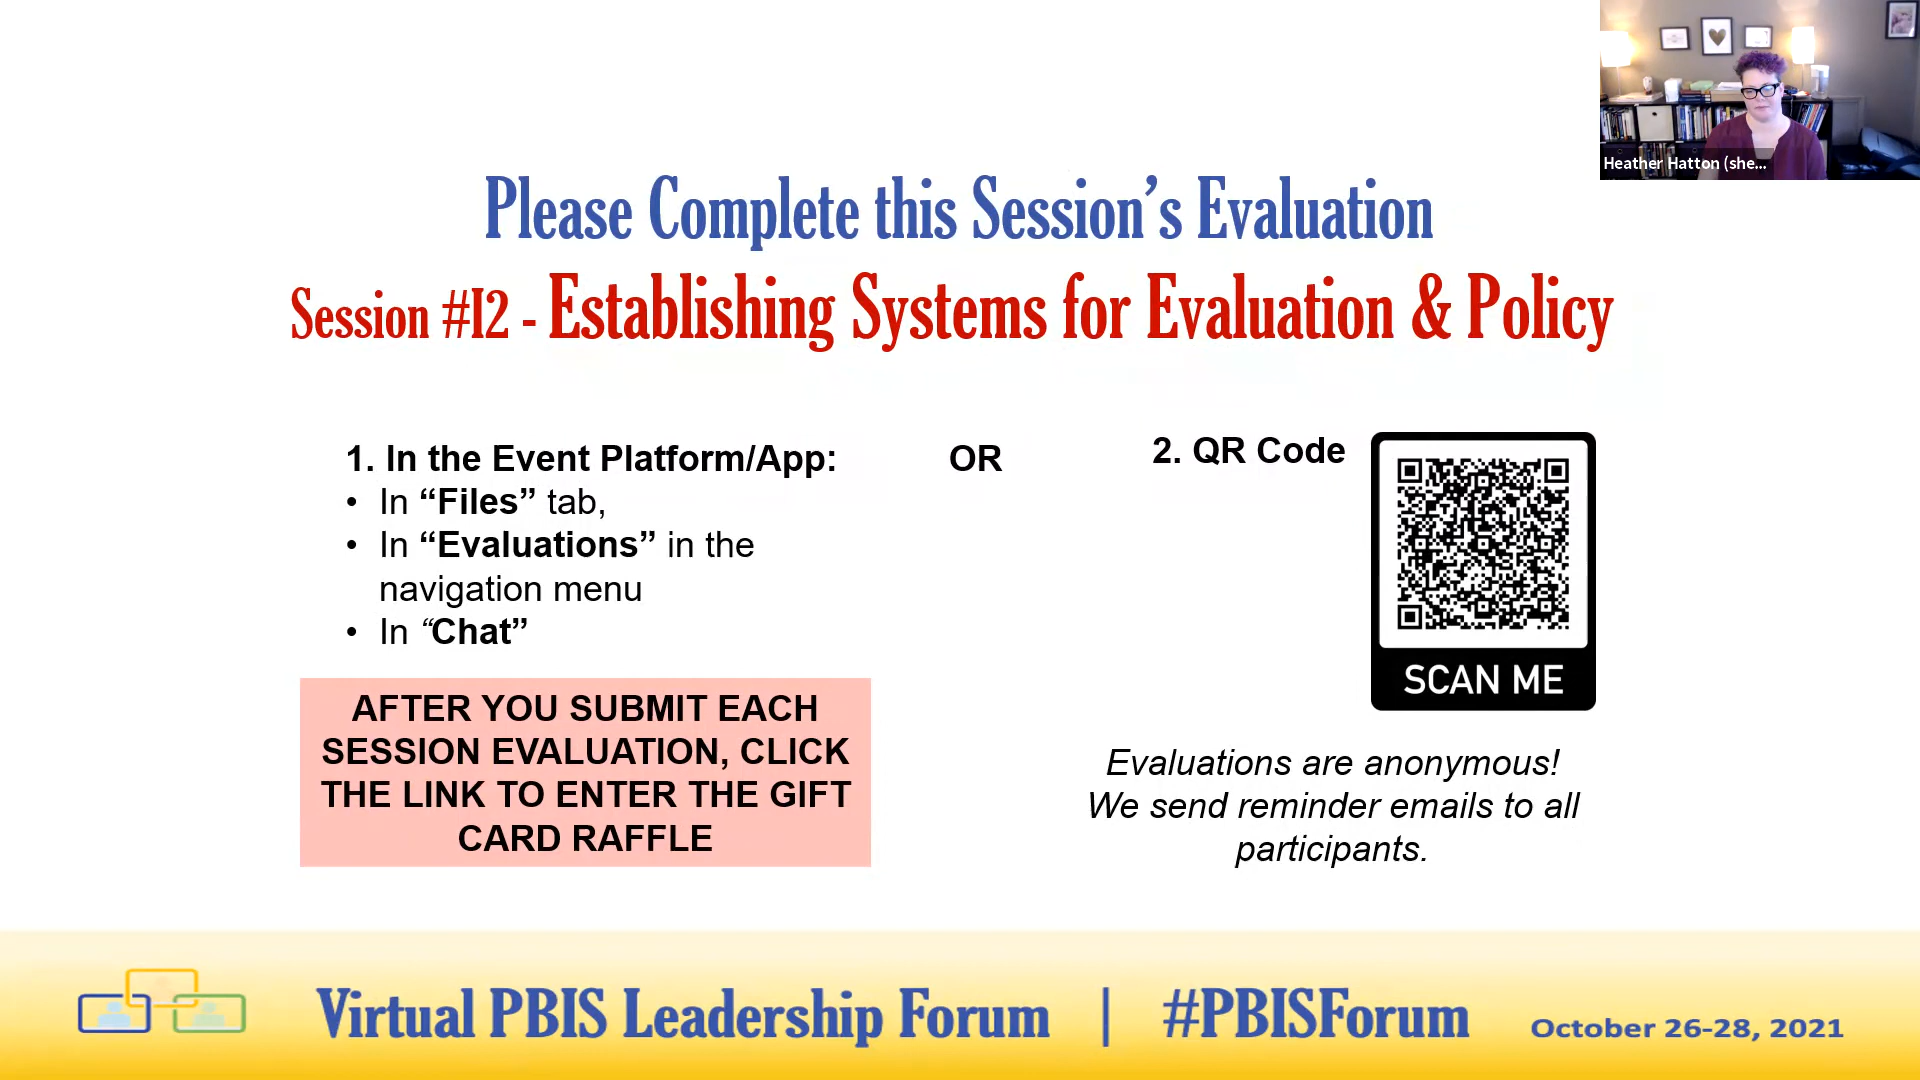 Heather Hatton (she...
Please Complete this Session’s Evaluation
Session #I2 - Establishing Systems for Evaluation & Policy
1. In the Event Platform/App:
• In “Files” tab,
• In “Evaluations” in the
navigation menu
• In “Chat”
OR
2. QR Code
SCAN ME
AFTER YOU SUBMIT EACH
SESSION EVALUATION, CLICK
THE LINK TO ENTER THE GIFT
CARD RAFFLE
Evaluations are anonymous!
We send reminder emails to all
participants.
Virtual PBIS Leadership Forum | #PBISForum October 26-28, 2021